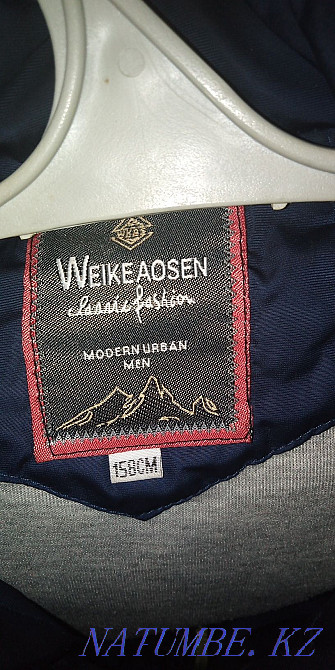 WEIKEAOSEN
classic fashion
MODERN URBAN
MEN
158CM
NATUMBE. KZ